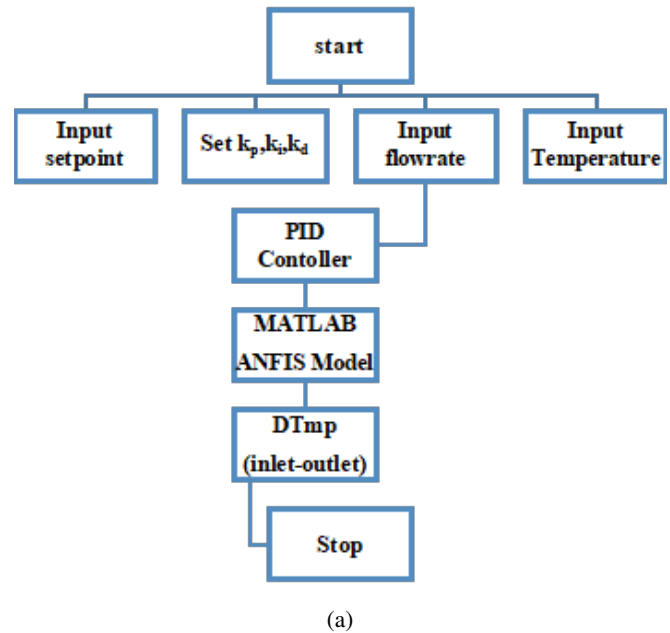 start
Input
setpoint
Set kp,ki,kd
Input
flowrate
Input
Temperature
PID
Contoller
MATLAB
ANFIS Model
DTmp
(inlet-outlet)
Stop
(a)